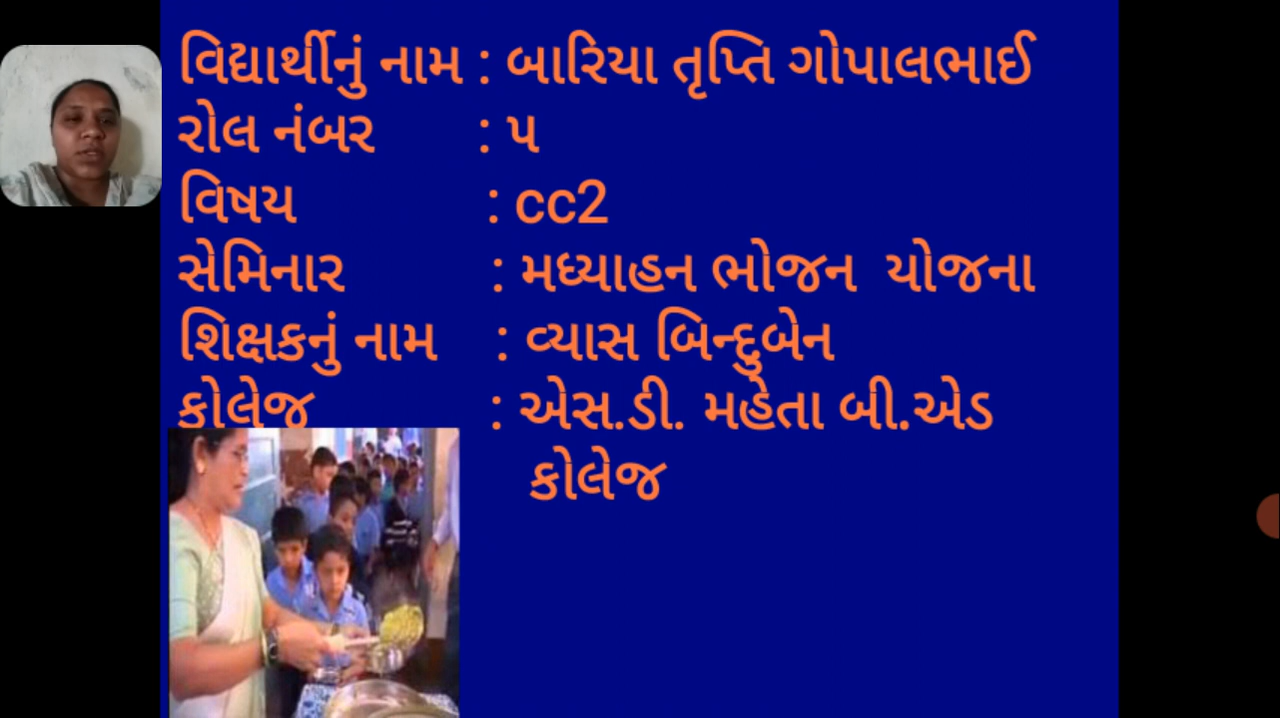 વિદ્યાર્થીનું નામ : બારિયા તૃપ્તિ ગોપાલભાઈ
રોલ નંબર : ૫
વિષય : cc2
સેમિનાર : મધ્યાહન ભોજન યોજના
શિક્ષકનું નામ : વ્યાસ બિન્દુબેન
કોલેજ : એસ.ડી. મહેતા બી.એડ
કોલેજ